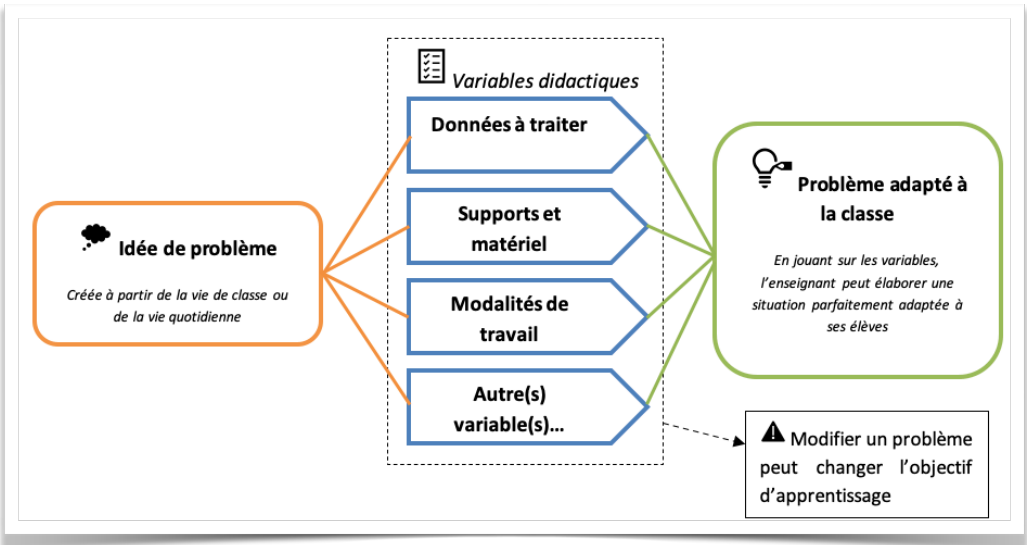 Variables didactiques
Données à traiter
Supports et
matériel
Modalités de
travail
Autre(s)
variable(s)…
Idée de problème
Créée à partir de la vie de classe ou
de la vie quotidienne
Problème adapté à
la classe
En jouant sur les variables,
l’enseignant peut élaborer une
situation parfaitement adaptée à
ses élèves
Modifier un problème
peut changer l’objectif
d’apprentissage